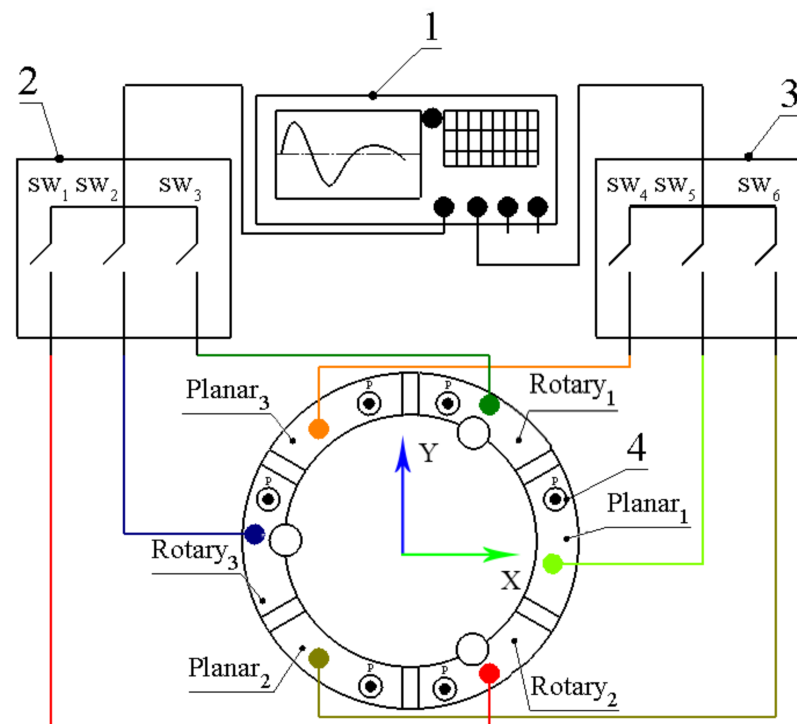 1
2
3
SW₁ SW₂ SW₃
SW₄ SW₅ SW₆
Planar₃
P
P
Rotary₁
Y
4
P
P
Planar₁
Rotary₃
X
Planar₂
P
P
Rotary₂